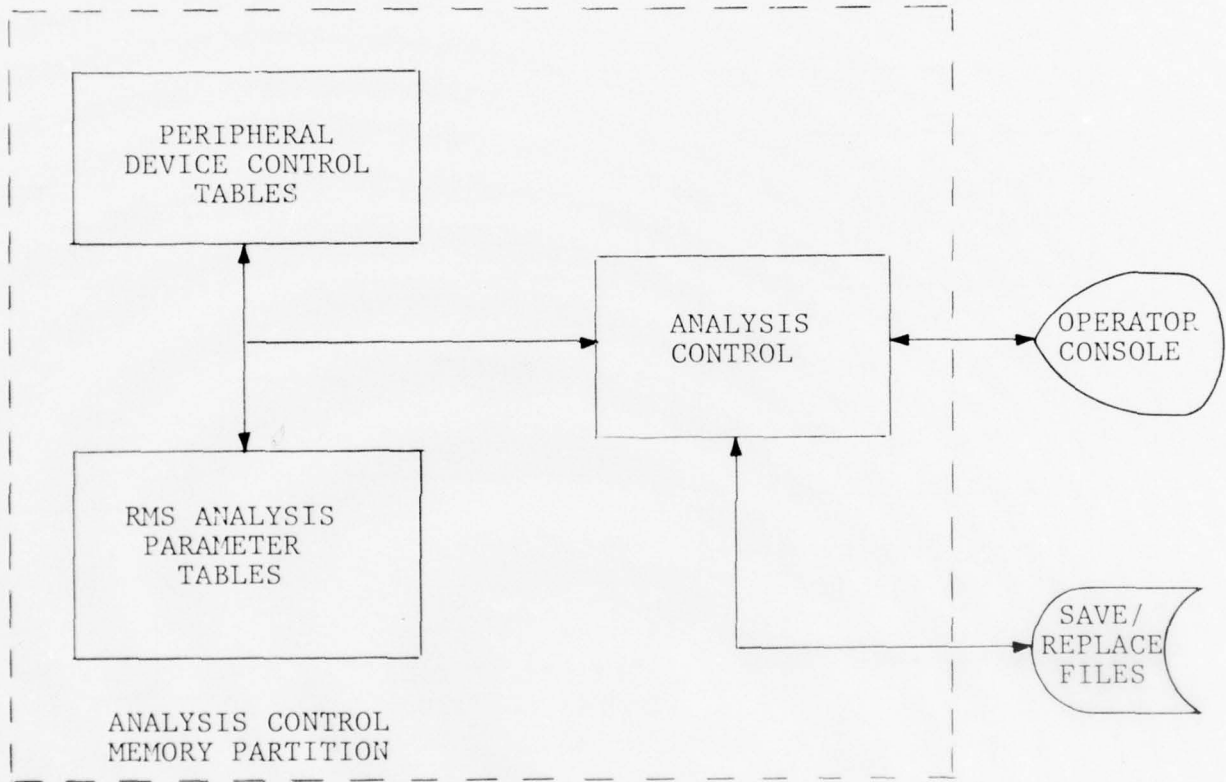 PERIPHERAL
DEVICE CONTROL
TABLES
ANALYSIS
CONTROL
OPERATOR
CONSOLE
RMS ANALYSIS
PARAMETER
TABLES
SAVE/
REPLACE
FILES
ANALYSIS CONTROL
MEMORY PARTITION